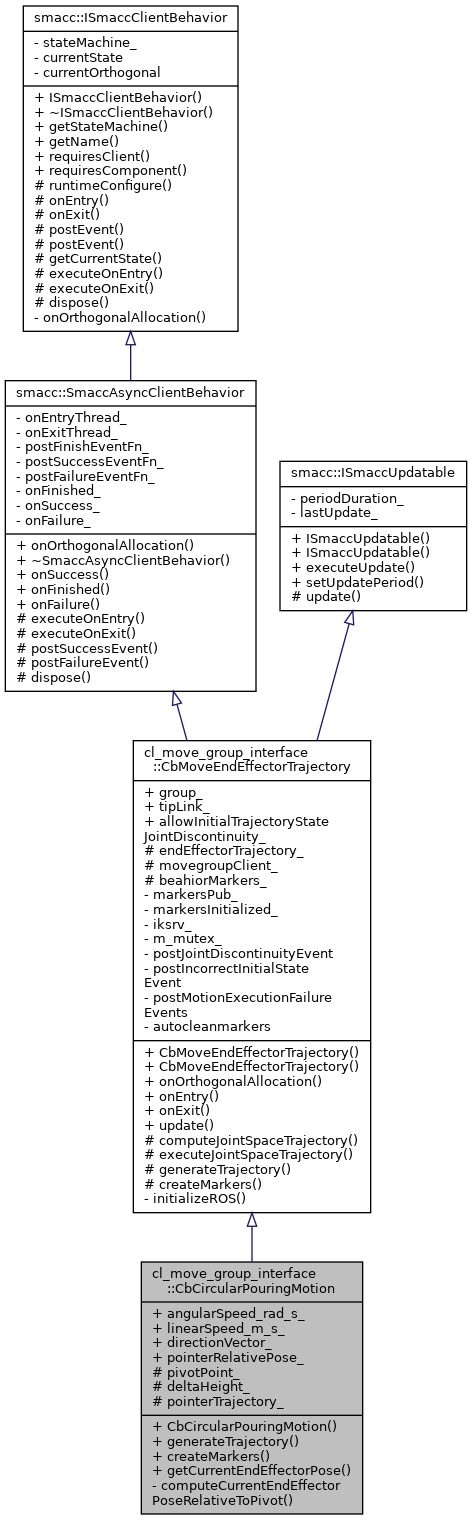 smacc::ISmaccClientBehavior
- stateMachine_
- currentState
- currentOrthogonal
+ ISmaccClientBehavior()
+ ~ISmaccClientBehavior()
+ getStateMachine()
+ getName()
+ requiresClient()
+ requiresComponent()
# runtimeConfigure()
# onEntry()
# onExit()
# postEvent()
# postEvent()
# getCurrentState()
# executeOnEntry()
# executeOnExit()
# dispose()
- onOrthogonalAllocation()
smacc::SmaccAsyncClientBehavior
- onEntryThread_
- onExitThread_
- postFinishEventFn_
- postSuccessEventFn_
- postFailureEventFn_
- onFinished_
- onSuccess_
- onFailure_
+ onOrthogonalAllocation()
+ ~SmaccAsyncClientBehavior()
+ onSuccess()
+ onFinished()
+ onFailure()
# executeOnEntry()
# executeOnExit()
# postSuccessEvent()
# postFailureEvent()
# dispose()
smacc::ISmaccUpdatable
- periodDuration_
- lastUpdate_
+ ISmaccUpdatable()
+ ISmaccUpdatable()
+ executeUpdate()
+ setUpdatePeriod()
# update()
cl_move_group_interface
::CbMoveEndEffectorTrajectory
+ group_
+ tipLink_
+ allowInitialTrajectoryState
JointDiscontinuity_
# endEffectorTrajectory_
# movegroupClient_
# beahiorMarkers_
- markersPub_
- markersInitialized_
- iksrv_
- m_mutex_
- postJointDiscontinuityEvent
- postIncorrectInitialState
Event
- postMotionExecutionFailure
Events
- autocleanmarkers
+ CbMoveEndEffectorTrajectory()
+ CbMoveEndEffectorTrajectory()
+ onOrthogonalAllocation()
+ onEntry()
+ onExit()
+ update()
# computeJointSpaceTrajectory()
# executeJointSpaceTrajectory()
# generateTrajectory()
# createMarkers()
- initializeROS()
cl_move_group_interface
::CbCircularPouringMotion
+ angularSpeed_rad_s_
+ linearSpeed_m_s_
+ directionVector_
+ pointerRelativePose_
# pivotPoint_
# deltaHeight_
# pointerTrajectory_
+ CbCircularPouringMotion()
+ generateTrajectory()
+ createMarkers()
+ getCurrentEndEffectorPose()
- computeCurrentEndEffector
PoseRelativeToPivot()